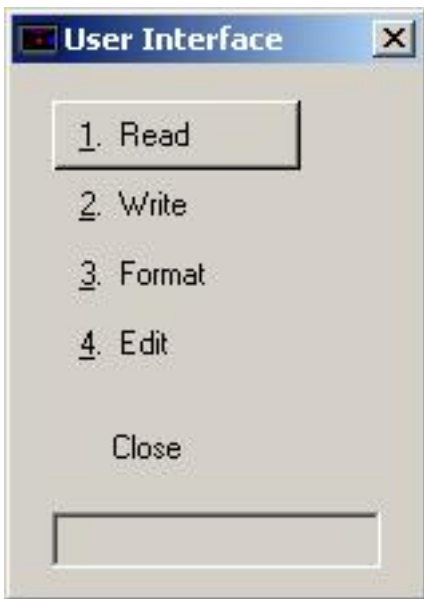 User Interface
1. Read
2. Write
3. Format
4. Edit
Close